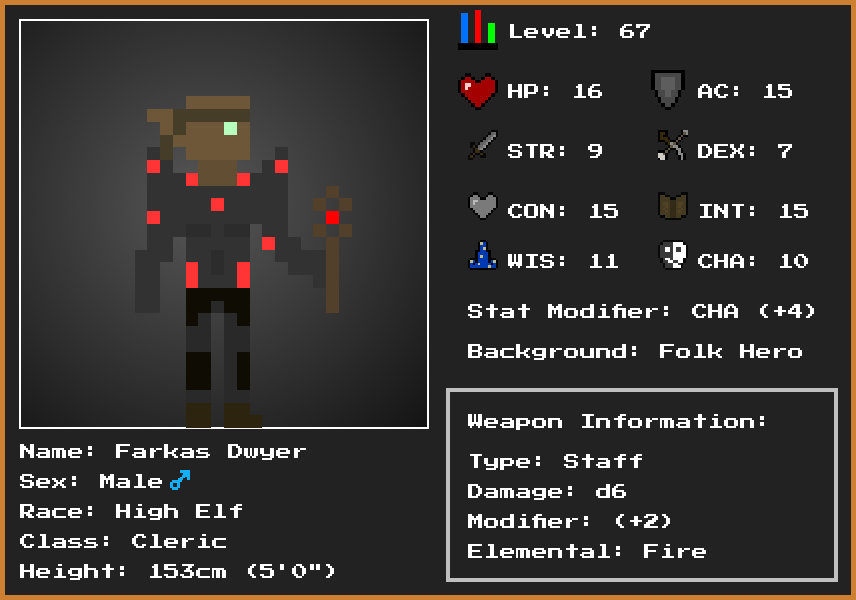 Level: 67
HP: 16 AC: 15
STR: 9 DEX: 7
CON: 15 INT: 15
WIS: 11 CHA: 10
Stat Modifier: CHA (+4)
Background: Folk Hero
Weapon Information:
Type: Staff
Damage: d6
Modifier: (+2)
Elemental: Fire
Name: Farkas Dwyer
Sex: Male♂
Race: High Elf
Class: Cleric
Height: 153cm (5'0")